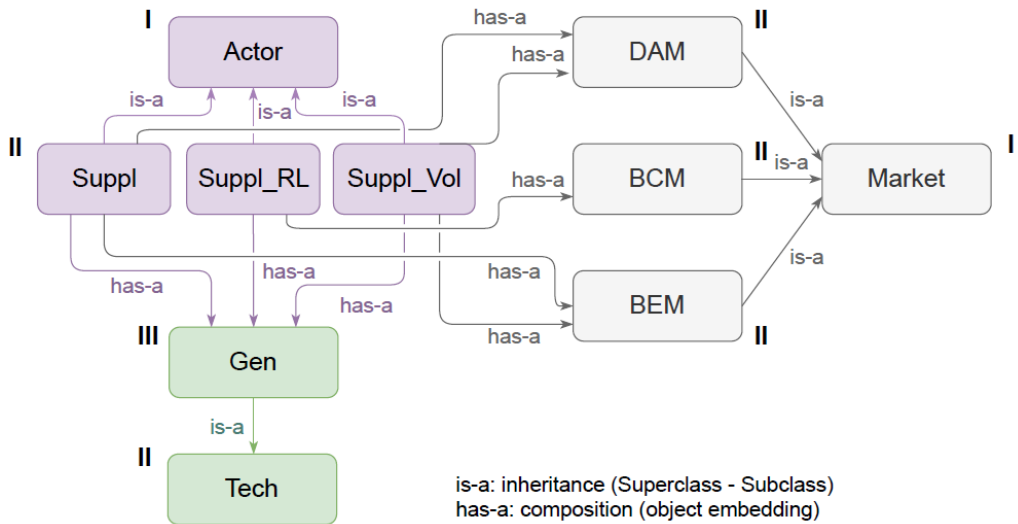 I
Actor
is-a
is-a
is-a
II
Suppl
Suppl_RL
Suppl_Vol
has-a
has-a
has-a
III
Gen
is-a
II
Tech
has-a
has-a
has-a
has-a
has-a
II
DAM
II
BCM
BEM
II
is-a
is-a
is-a
I
Market
is-a: inheritance (Superclass - Subclass)
has-a: composition (object embedding)